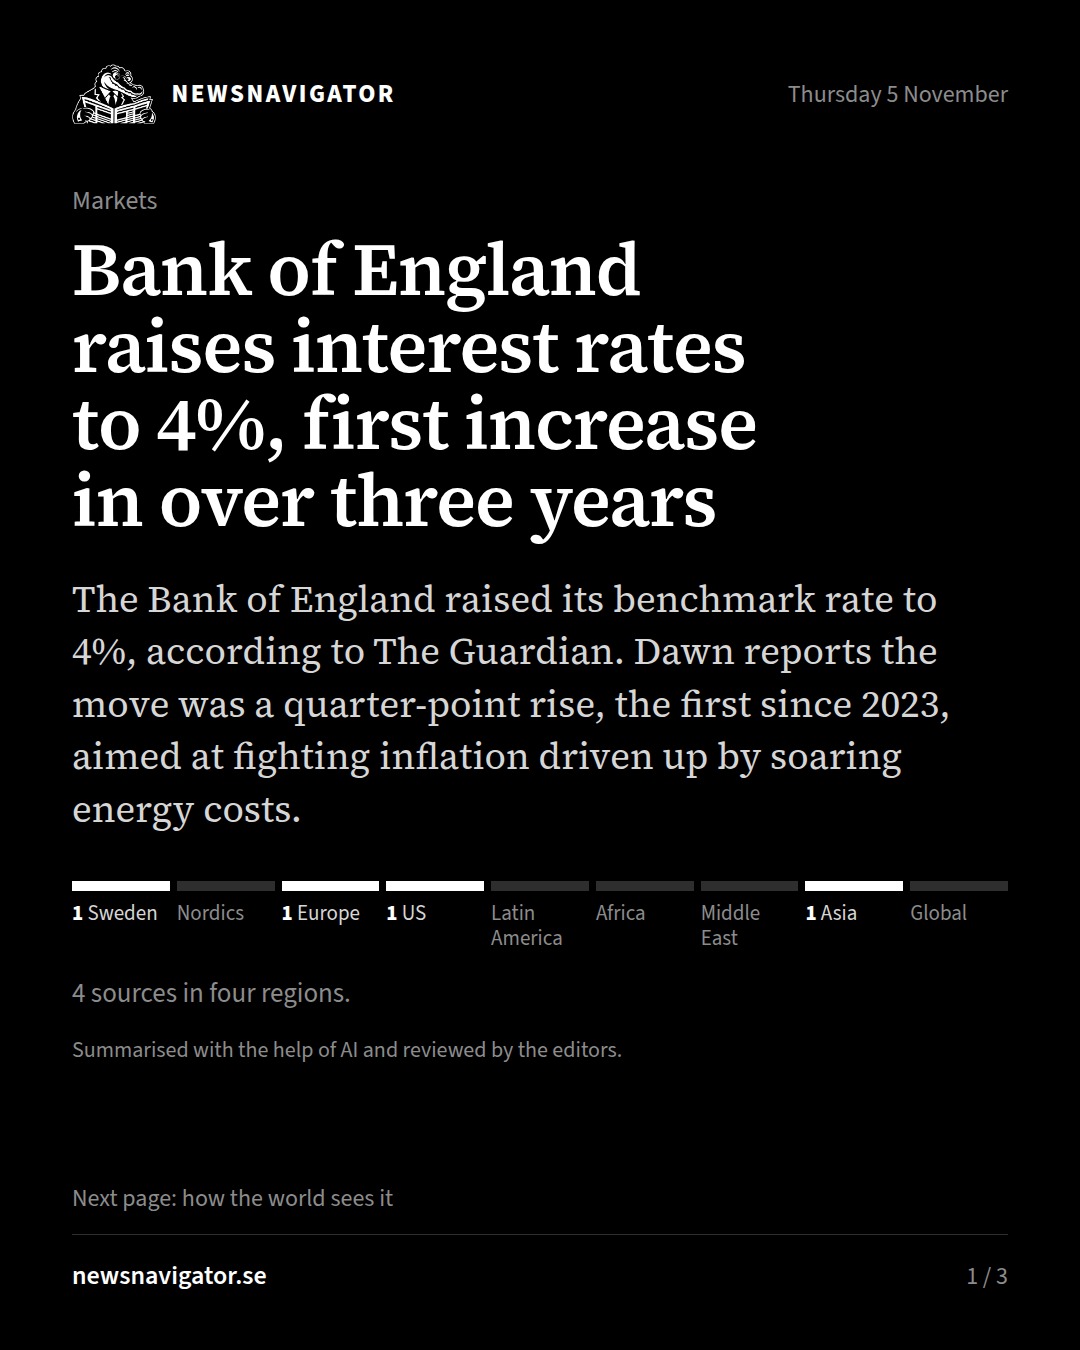 NEWSNAVIGATOR
Thursday 5 November
Markets
Bank of England
raises interest rates
to 4%, first increase
in over three years
The Bank of England raised its benchmark rate to
4%, according to The Guardian. Dawn reports the
move was a quarter-point rise, the first since 2023,
aimed at fighting inflation driven up by soaring
energy costs.
1 Sweden
Nordics
1 Europe
1 US
Latin
America
Africa
Middle
East
1 Asia
Global
4 sources in four regions.
Summarised with the help of AI and reviewed by the editors.
Next page: how the world sees it
newsnavigator.se
1 / 3